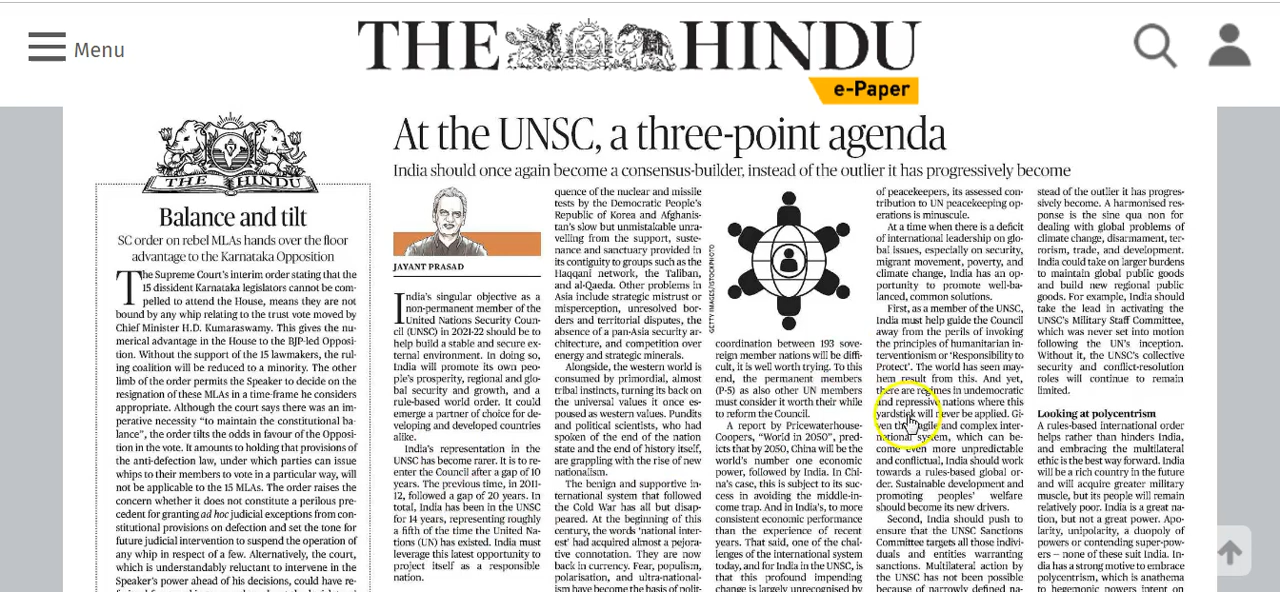 Menu
THE HINDU
e-Paper
THE HINDU
Balance and tilt
SC order on rebel MLAs hands over the floor
advantage to the Karnataka Opposition
The Supreme Court's interim order stating that the
15 dissident Karnataka legislators cannot be com-
pelled to attend the House, means they are not
bound by any whip relating to the trust vote moved by
Chief Minister H.D. Kumaraswamy. This gives the nu-
merical advantage in the House to the BJP-led Opposi-
tion. Without the support of the 15 lawmakers, the rul-
ing coalition will be reduced to a minority. The other
limb of the order permits the Speaker to decide on the
resignation of these MLAs in a time-frame he considers
appropriate. Although the court says there was an im-
perative necessity "to maintain the constitutional ba-
lance", the order tilts the odds in favour of the Opposi-
tion in the vote. It amounts to holding that provisions of
the anti-defection law, under which parties can issue
whips to their members to vote in a particular way, will
not be applicable to the 15 MLAs. The order raises the
concern whether it does not constitute a perilous pre-
cedent for granting ad hoc judicial exceptions from con-
stitutional provisions on defection and set the tone for
future judicial intervention to suspend the operation of
any whip in respect of a few. Alternatively, the court,
which is understandably reluctant to intervene in the
Speaker's power ahead of his decisions, could have re-
At the UNSC, a three-point agenda
India should once again become a consensus-builder, instead of the outlier it has progressively become
JAYANT PRASAD
India's singular objective as a
non-permanent member of the
United Nations Security Coun-
cil (UNSC) in 2021-22 should be to
help build a stable and secure ex-
ternal environment. In doing so,
India will promote its own peo-
ple's prosperity, regional and glo-
bal security and growth, and a
rule-based world order. It could
emerge a partner of choice for de-
veloping and developed countries
alike.
India's representation in the
UNSC has become rarer. It is to re-
enter the Council after a gap of 10
years. The previous time, in 2011-
12, followed a gap of 20 years. In
total, India has been in the UNSC
for 14 years, representing roughly
a fifth of the time the United Na-
tions (UN) has existed. India must
leverage this latest opportunity to
project itself as a responsible
nation.
quence of the nuclear and missile
tests by the Democratic People's
Republic of Korea and Afghanis-
tan's slow but unmistakable unra-
velling from the support, suste-
nance and sanctuary provided in
its contiguity to groups such as the
Haqqani network, the Taliban,
and al-Qaeda. Other problems in
Asia include strategic mistrust or
misperception, unresolved bor-
ders and territorial disputes, the
absence of a pan-Asia security ar-
chitecture, and competition over
energy and strategic minerals.
Alongside, the western world is
consumed by primordial, almost
tribal instincts, turning its back on
the universal values it once es-
poused as western values. Pundits
and political scientists, who had
spoken of the end of the nation
state and the end of history itself,
are grappling with the rise of new
nationalism.
The benign and supportive in-
ternational system that followed
the Cold War has all but disap-
peared. At the beginning of this
century, the words 'national inter-
est' had acquired almost a pejora-
tive connotation. They are now
back in currency. Fear, populism,
polarisation, and ultra-national-
ism have become the basis of polit-
GETTY IMAGES/ISTOCKPHOTO
coordination between 193 sove-
reign member nations will be diffi-
cult, it is well worth trying. To this
end, the permanent members
(P-5) as also other UN members
must consider it worth their while
to reform the Council.
A report by Pricewaterhouse-
Coopers, "World in 2050", pred-
icts that by 2050, China will be the
world's number one economic
power, followed by India. In Chi-
na's case, this is subject to its suc-
cess in avoiding the middle-in-
come trap. And in India's, to more
consistent economic performance
than the experience of recent
years. That said, one of the chal-
lenges of the international system
today, and for India in the UNSC, is
that this profound impending
change is largely unrecognised by
of peacekeepers, its assessed con-
tribution to UN peacekeeping op-
erations is minuscule.
At a time when there is a deficit
of international leadership on glo-
bal issues, especially on security,
migrant movement, poverty, and
climate change, India has an op-
portunity to promote well-ba-
lanced, common solutions.
First, as a member of the UNSC,
India must help guide the Council
away from the perils of invoking
the principles of humanitarian in-
terventionism or 'Responsibility to
Protect'. The world has seen may-
hem result from this. And yet,
there are regimes in undemocratic
and repressive nations where this
yardstick will never be applied. Gi-
ven the fragile and complex inter-
national system, which can be-
come even more unpredictable
and conflictual, India should work
towards a rules-based global or-
der. Sustainable development and
promoting peoples' welfare
should become its new drivers.
Second, India should push to
ensure that the UNSC Sanctions
Committee targets all those indivi-
duals and entities warranting
sanctions. Multilateral action by
the UNSC has not been possible
because of narrowly defined na-
stead of the outlier it has progres-
sively become. A harmonised res-
ponse is the sine qua non for
dealing with global problems of
climate change, disarmament, ter-
rorism, trade, and development.
India could take on larger burdens
to maintain global public goods
and build new regional public
goods. For example, India should
take the lead in activating the
UNSC's Military Staff Committee,
which was never set into motion
following the UN's inception.
Without it, the UNSC's collective
security and conflict-resolution
roles will continue to remain
limited.
Looking at polycentrism
A rules-based international order
helps rather than hinders India,
and embracing the multilateral
ethic is the best way forward. India
will be a rich country in the future
and will acquire greater military
muscle, but its people will remain
relatively poor. India is a great na-
tion, but not a great power. Apo-
larity, unipolarity, a duopoly of
powers or contending super-pow-
ers – none of these suit India. In-
dia has a strong motive to embrace
polycentrism, which is anathema
to hegemonic powers intent on